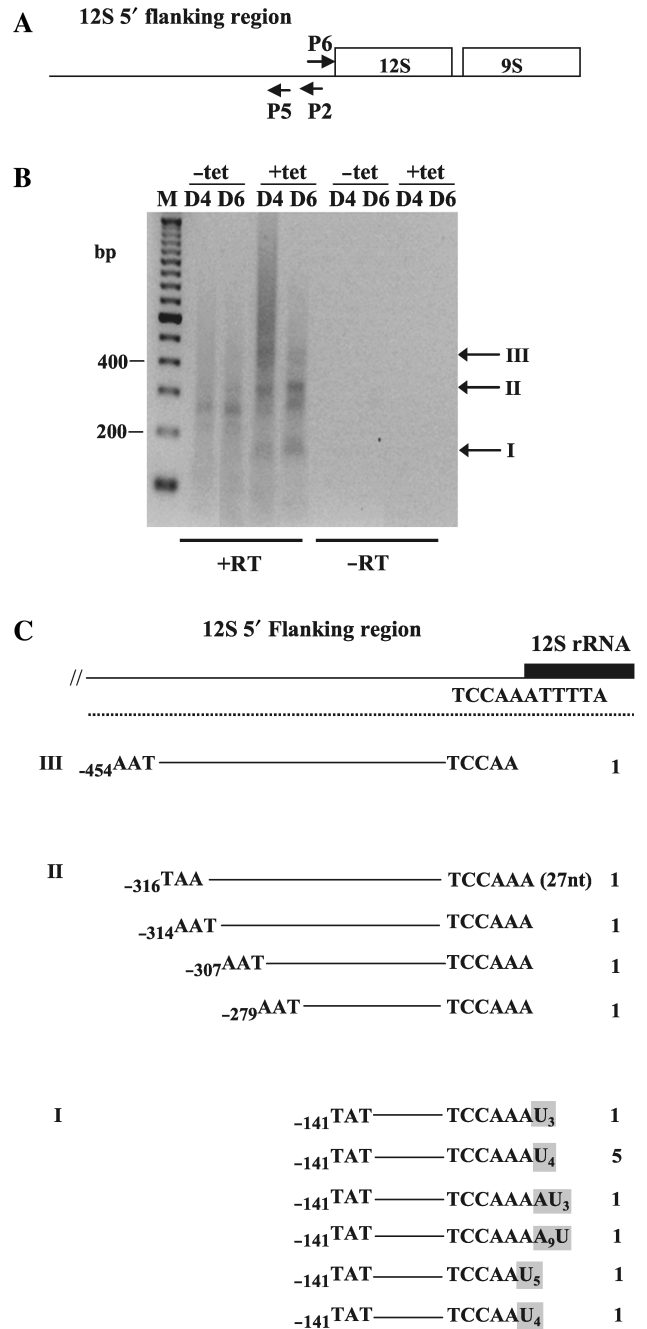 A
12S 5′ flanking region
P6
12S 9S
P5 P2
B
–tet +tet –tet +tet
M D4 D6 D4 D6 D4 D6 D4 D6
bp
400
200
III
II
I
+RT –RT
C
12S 5′ Flanking region
12S rRNA
//
TCCAAATTTTA
III -454AAT TCCAA 1
II –316TAA TCCAAA (27nt) 1
–314AAT TCCAAA 1
–307AAT TCCAAA 1
–279AAT TCCAAA 1
I –141TAT TCCAAAU3 1
–141TAT TCCAAAU4 5
–141TAT TCCAAAAU3 1
–141TAT TCCAAAA9U 1
–141TAT TCCAAU5 1
–141TAT TCCAAU4 1